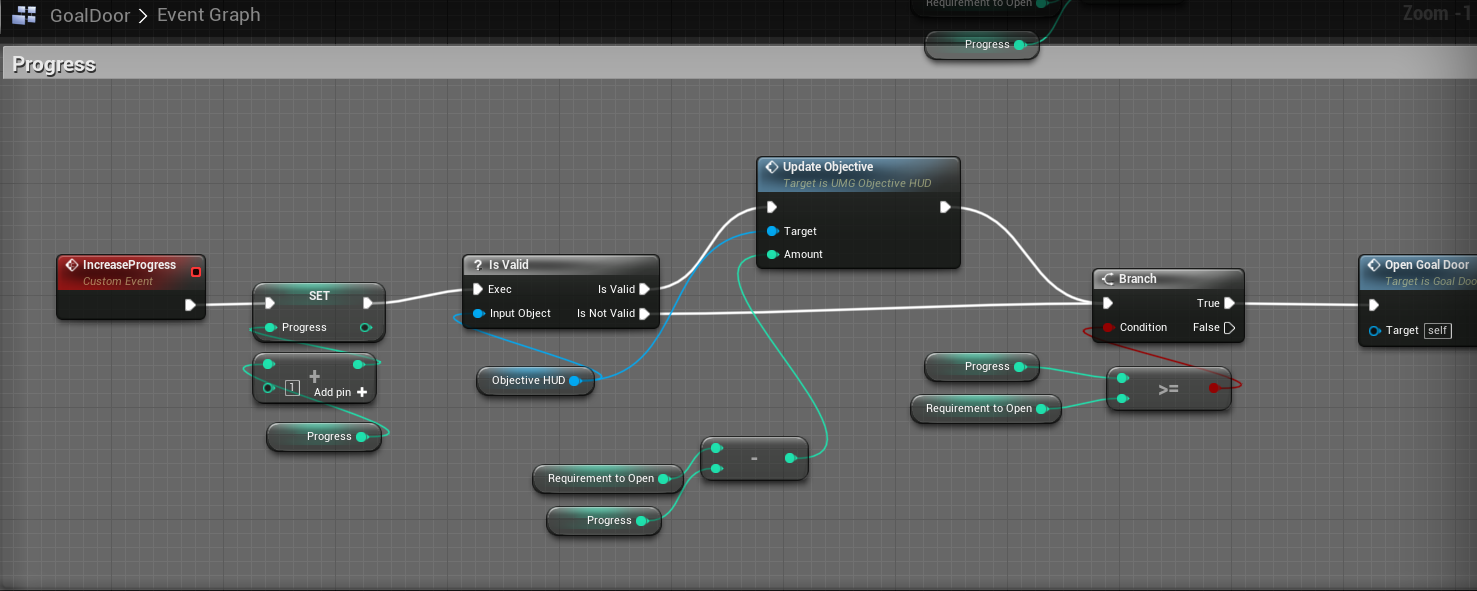 GoalDoor > Event Graph
Zoom -1
Requirement to Open
Progress
Progress
Update Objective
Target is UMG Objective HUD
Target
Amount
IncreaseProgress
Custom Event
SET
Progress
+
1
Add pin +
Progress
? Is Valid
Exec
Is Valid
Input Object
Is Not Valid
Objective HUD
Requirement to Open
Progress
-
Branch
True
Condition
False
Progress
Requirement to Open
>=
Open Goal Door
Target is Goal Doo
Target
self